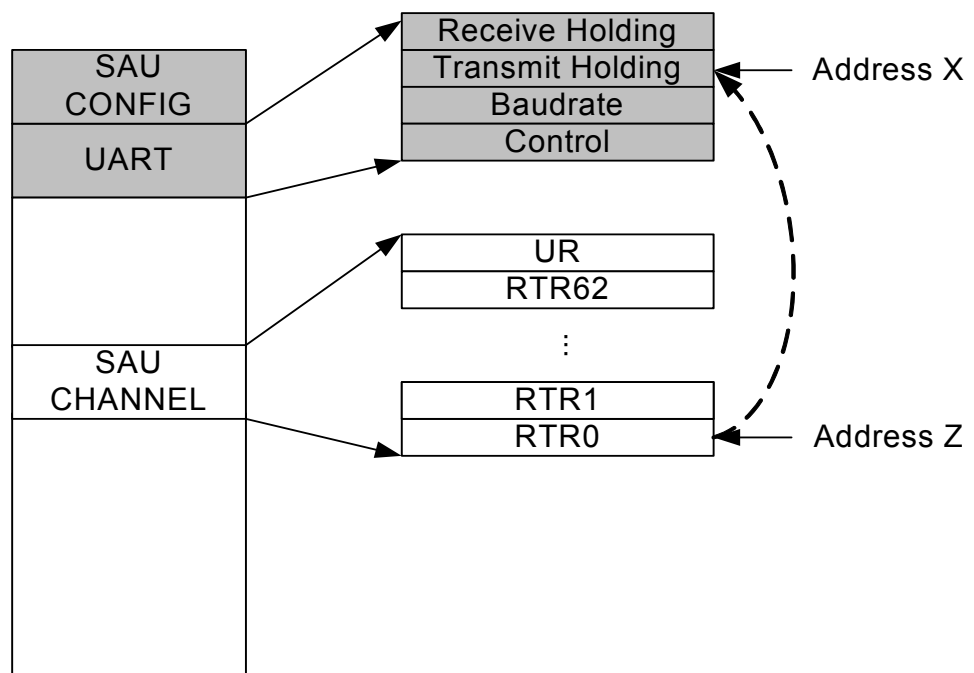 SAU
CONFIG
UART
SAU
CHANNEL
Receive Holding
Transmit Holding
Baudrate
Control
UR
RTR62
...
RTR1
RTR0
Address X
Address Z